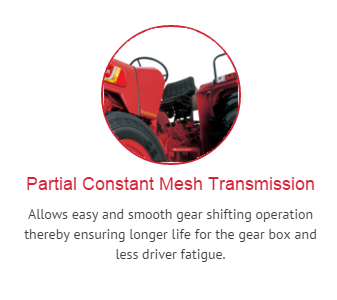 Partial Constant Mesh Transmission
Allows easy and smooth gear shifting operation
thereby ensuring longer life for the gear box and
less driver fatigue.